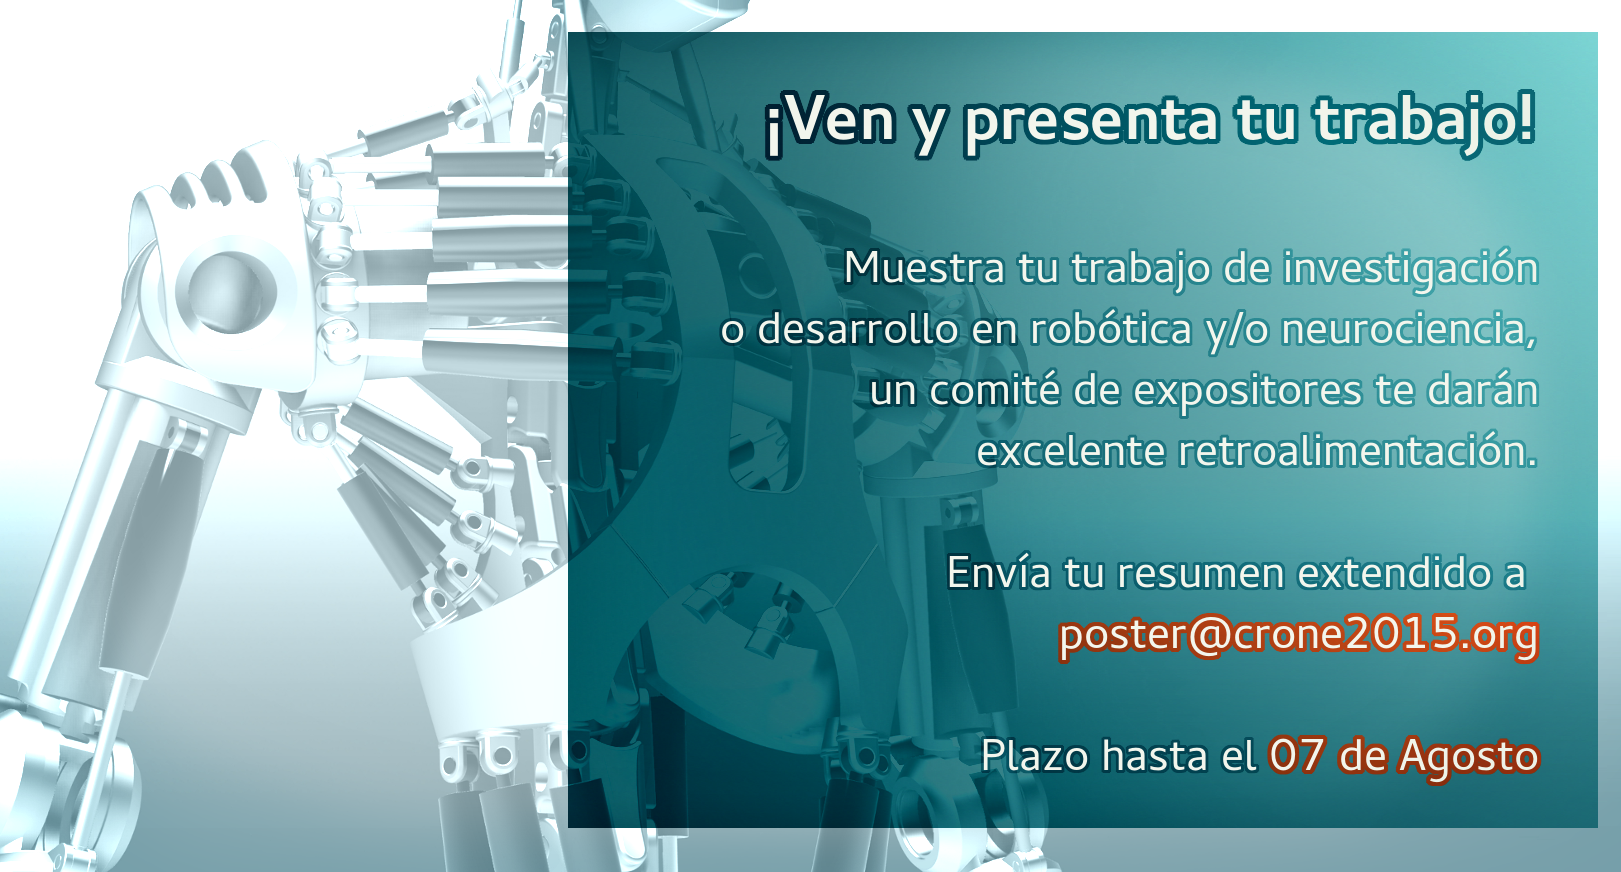 ¡Ven y presenta tu trabajo!
Muestra tu trabajo de investigación
o desarrollo en robótica y/o neurociencia,
un comité de expositores te darán
excelente retroalimentación.
Envía tu resumen extendido a
poster@crone2015.org
Plazo hasta el 07 de Agosto